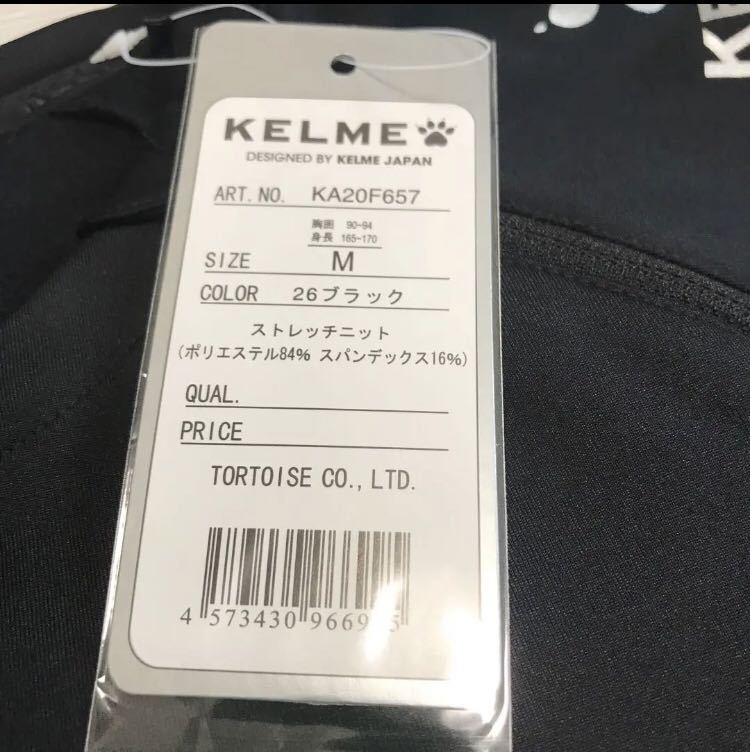 KELME
DESIGNED BY KELME JAPAN
ART. NO. KA20F657
胸囲 90-94
身長 165-170
SIZE M
COLOR 26ブラック
ストレッチニット
(ポリエステル84% スパンデックス16%)
QUAL.
PRICE
TORTOISE CO., LTD.
4 573430